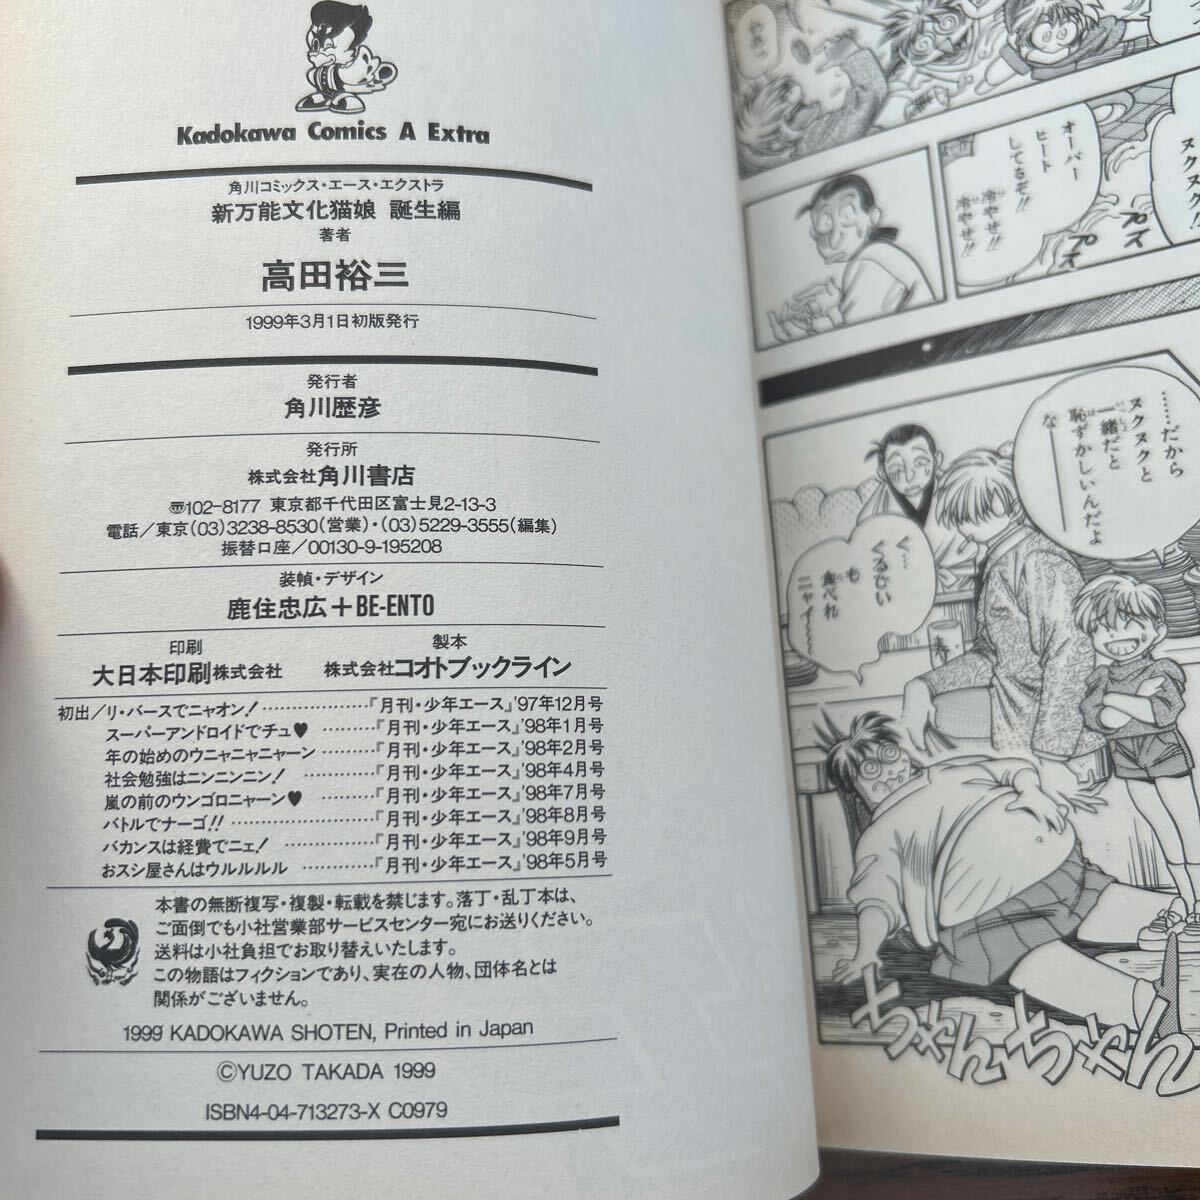 Kadokawa Comics A Extra
角川コミックス・エース・エクストラ
新万能文化猫娘 誕生編
著者
高田裕三
1999年3月1日初版発行
発行者
角川歴彦
発行所
株式会社角川書店
〠102-8177 東京都千代田区富士見2-13-3
電話/東京(03)3238-8530(営業)・(03)5229-3555(編集)
振替口座/00130-9-195208
装幀・デザイン
鹿住忠広+BE-ENTO
印刷 製本
大日本印刷株式会社 株式会社コオトブックライン
初出/リ・バースでニャオン!………………『月刊・少年エース』'97年12月号
スーパーアンドロイドでチュ♥………『月刊・少年エース』'98年1月号
年の始めのウニャニャニャーン………『月刊・少年エース』'98年2月号
社会勉強はニンニンニン!…………『月刊・少年エース』'98年4月号
嵐の前のウンゴロニャーン♥………『月刊・少年エース』'98年7月号
バトルでナーゴ!!…………………『月刊・少年エース』'98年8月号
バカンスは経費でニェ!……………『月刊・少年エース』'98年9月号
おスシ屋さんはウルルルル…………『月刊・少年エース』'98年5月号
本書の無断複写・複製・転載を禁じます。落丁・乱丁本は、
ご面倒でも小社営業部サービスセンター宛にお送りください。
送料は小社負担でお取り替えいたします。
この物語はフィクションであり、実在の人物、団体名とは
関係がございません。
1999 KADOKAWA SHOTEN, Printed in Japan
©YUZO TAKADA 1999
ISBN4-04-713273-X C0979
ヌクヌク!!
オーバー
ヒート
してるぞ!!
冷やせ!!
冷やせ!!
プス
プス
……だから
ヌクヌクと
一緒だと
恥ずかしいんだよ
な——
く…
くるしい
も
食べれ
ニャイ……
寿
ちゃんちゃん